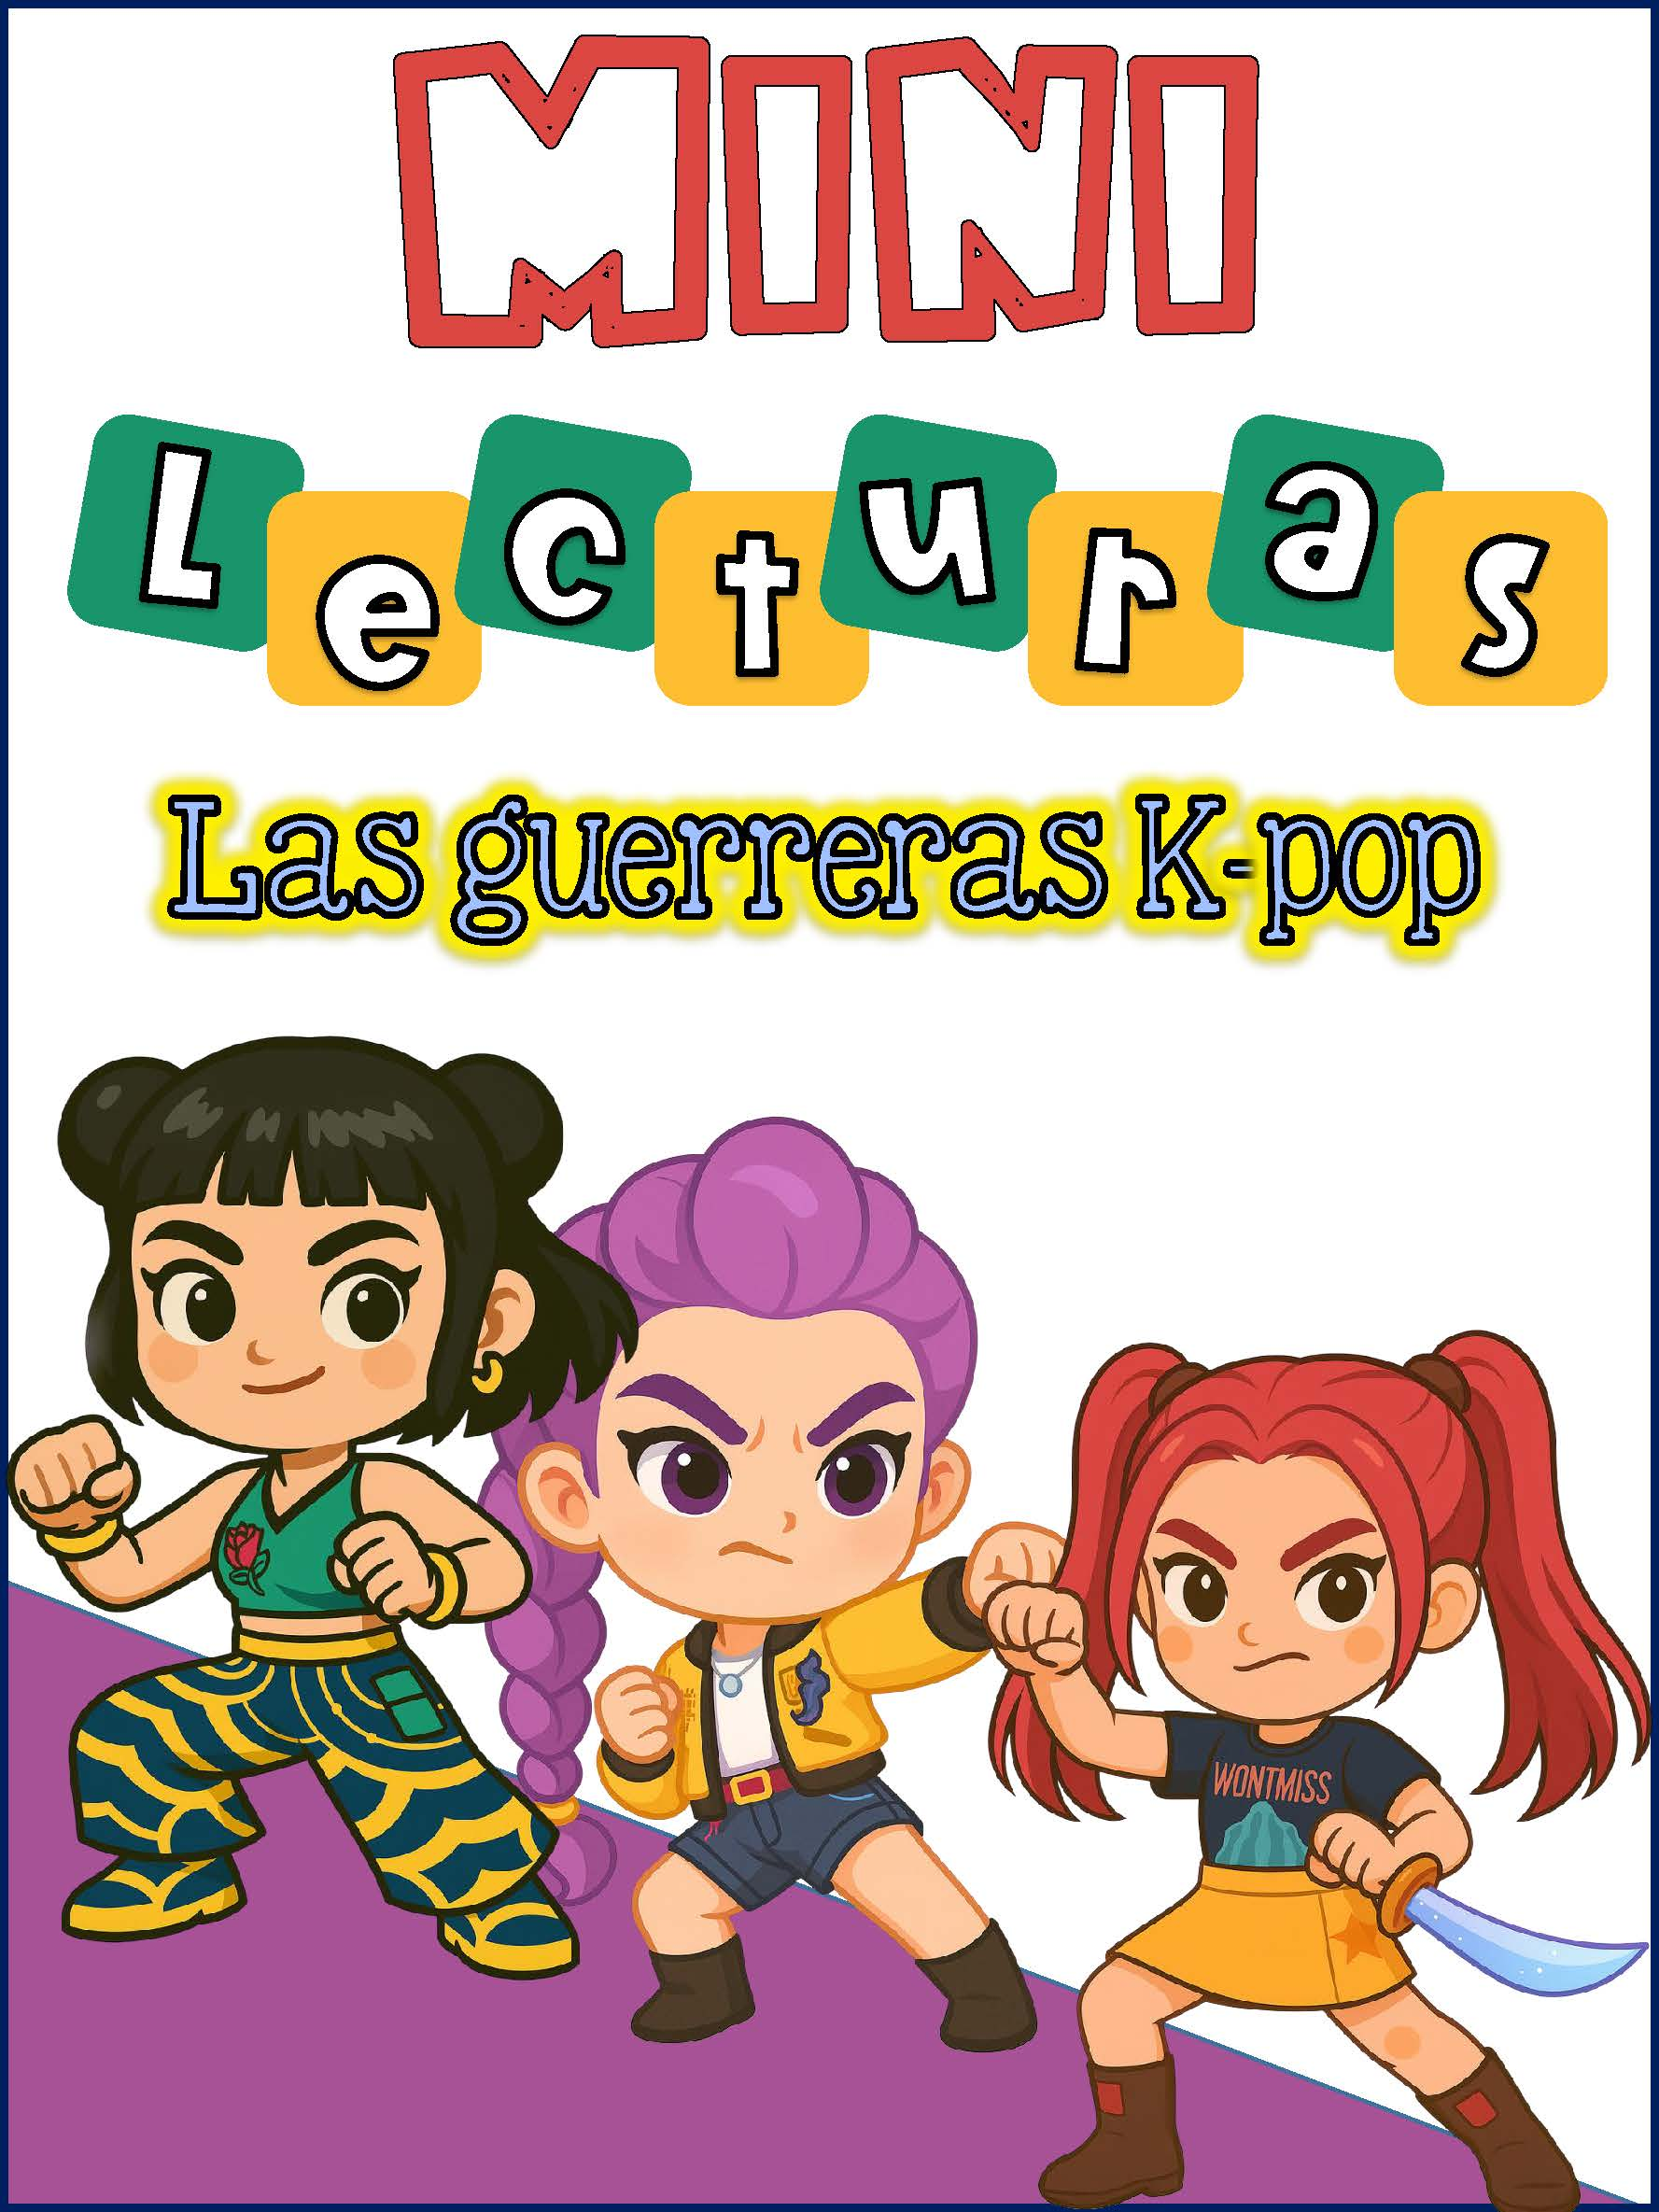 MINI
Lecturas
Las guerreras K-pop
WONTMISS